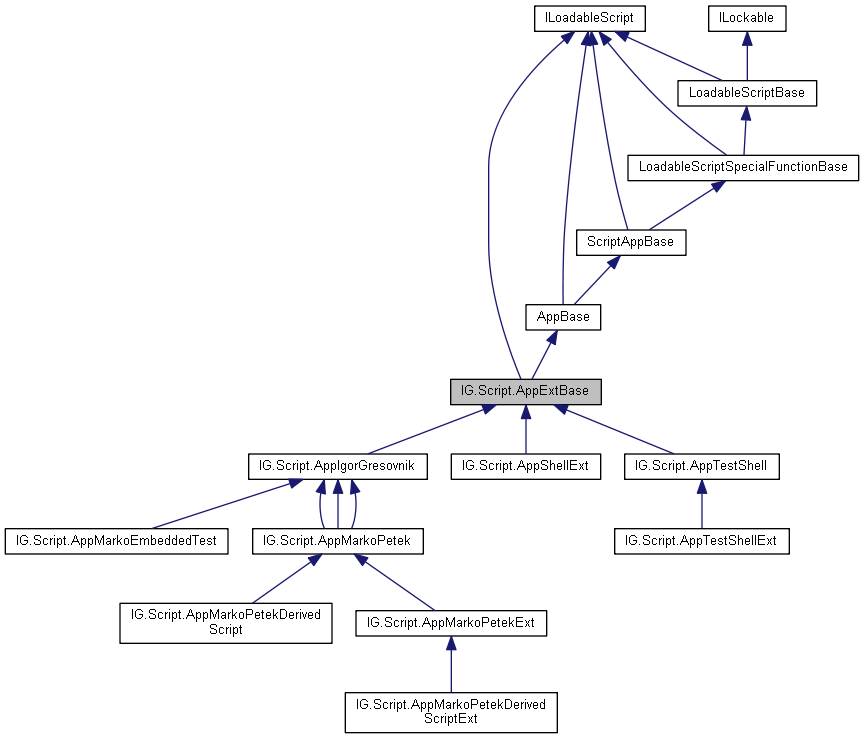 ILoadableScript
ILockable
LoadableScriptBase
LoadableScriptSpecialFunctionBase
ScriptAppBase
AppBase
IG.Script.AppExtBase
IG.Script.AppIgorGresovnik
IG.Script.AppShellExt
IG.Script.AppTestShell
IG.Script.AppMarkoEmbeddedTest
IG.Script.AppMarkoPetek
IG.Script.AppTestShellExt
IG.Script.AppMarkoPetekDerived
Script
IG.Script.AppMarkoPetekExt
IG.Script.AppMarkoPetekDerived
ScriptExt